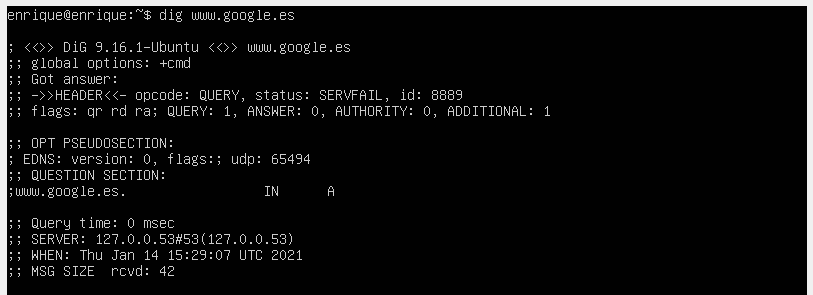 enrique@enrique:~$ dig www.google.es
; <<>> DiG 9.16.1-Ubuntu <<>> www.google.es
;; global options: +cmd
;; Got answer:
;; ->>HEADER<<- opcode: QUERY, status: SERVFAIL, id: 8889
;; flags: qr rd ra; QUERY: 1, ANSWER: 0, AUTHORITY: 0, ADDITIONAL: 1
;; OPT PSEUDOSECTION:
; EDNS: version: 0, flags:; udp: 65494
;; QUESTION SECTION:
;www.google.es. IN A
;; Query time: 0 msec
;; SERVER: 127.0.0.53#53(127.0.0.53)
;; WHEN: Thu Jan 14 15:29:07 UTC 2021
;; MSG SIZE rcvd: 42